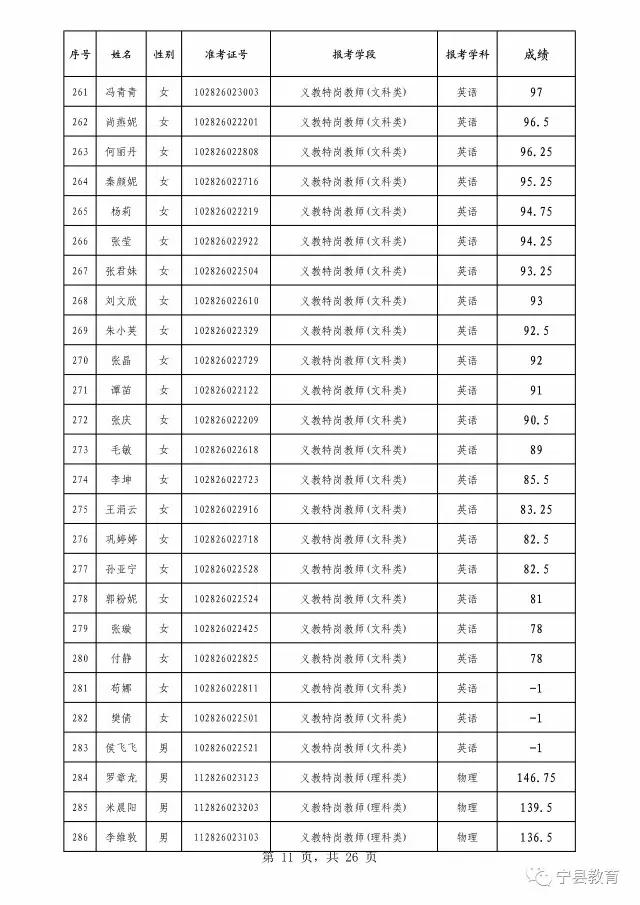 序号 姓名 性别 准考证号 报考学段 报考学科 成绩
261 冯青青 女 102826023003 义教特岗教师(文科类) 英语 97
262 尚燕妮 女 102826022201 义教特岗教师(文科类) 英语 96.5
263 何丽丹 女 102826022808 义教特岗教师(文科类) 英语 96.25
264 秦颜妮 女 102826022716 义教特岗教师(文科类) 英语 95.25
265 杨莉 女 102826022219 义教特岗教师(文科类) 英语 94.75
266 张莹 女 102826022922 义教特岗教师(文科类) 英语 94.25
267 张君妹 女 102826022504 义教特岗教师(文科类) 英语 93.25
268 刘文欣 女 102826022610 义教特岗教师(文科类) 英语 93
269 朱小荚 女 102826022329 义教特岗教师(文科类) 英语 92.5
270 张晶 女 102826022729 义教特岗教师(文科类) 英语 92
271 谭苗 女 102826022122 义教特岗教师(文科类) 英语 91
272 张庆 女 102826022209 义教特岗教师(文科类) 英语 90.5
273 毛敏 女 102826022618 义教特岗教师(文科类) 英语 89
274 李坤 女 102826022723 义教特岗教师(文科类) 英语 85.5
275 王涓云 女 102826022916 义教特岗教师(文科类) 英语 83.25
276 巩婷婷 女 102826022718 义教特岗教师(文科类) 英语 82.5
277 孙亚宁 女 102826022528 义教特岗教师(文科类) 英语 82.5
278 郭粉妮 女 102826022524 义教特岗教师(文科类) 英语 81
279 张璇 女 102826022425 义教特岗教师(文科类) 英语 78
280 付静 女 102826022825 义教特岗教师(文科类) 英语 78
281 苟娜 女 102826022811 义教特岗教师(文科类) 英语 -1
282 樊倩 女 102826022501 义教特岗教师(文科类) 英语 -1
283 侯飞飞 男 102826022521 义教特岗教师(文科类) 英语 -1
284 罗章龙 男 112826023123 义教特岗教师(理科类) 物理 146.75
285 米晨阳 男 112826023203 义教特岗教师(理科类) 物理 139.5
286 李维敦 男 112826023103 义教特岗教师(理科类) 物理 136.5
第 11 页，共 26 页
宁县教育